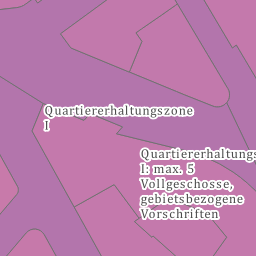 Quartiererhaltungszone
I
Quartiererhaltungs
I: max. 5
Vollgeschosse,
gebietsbezogene
Vorschriften